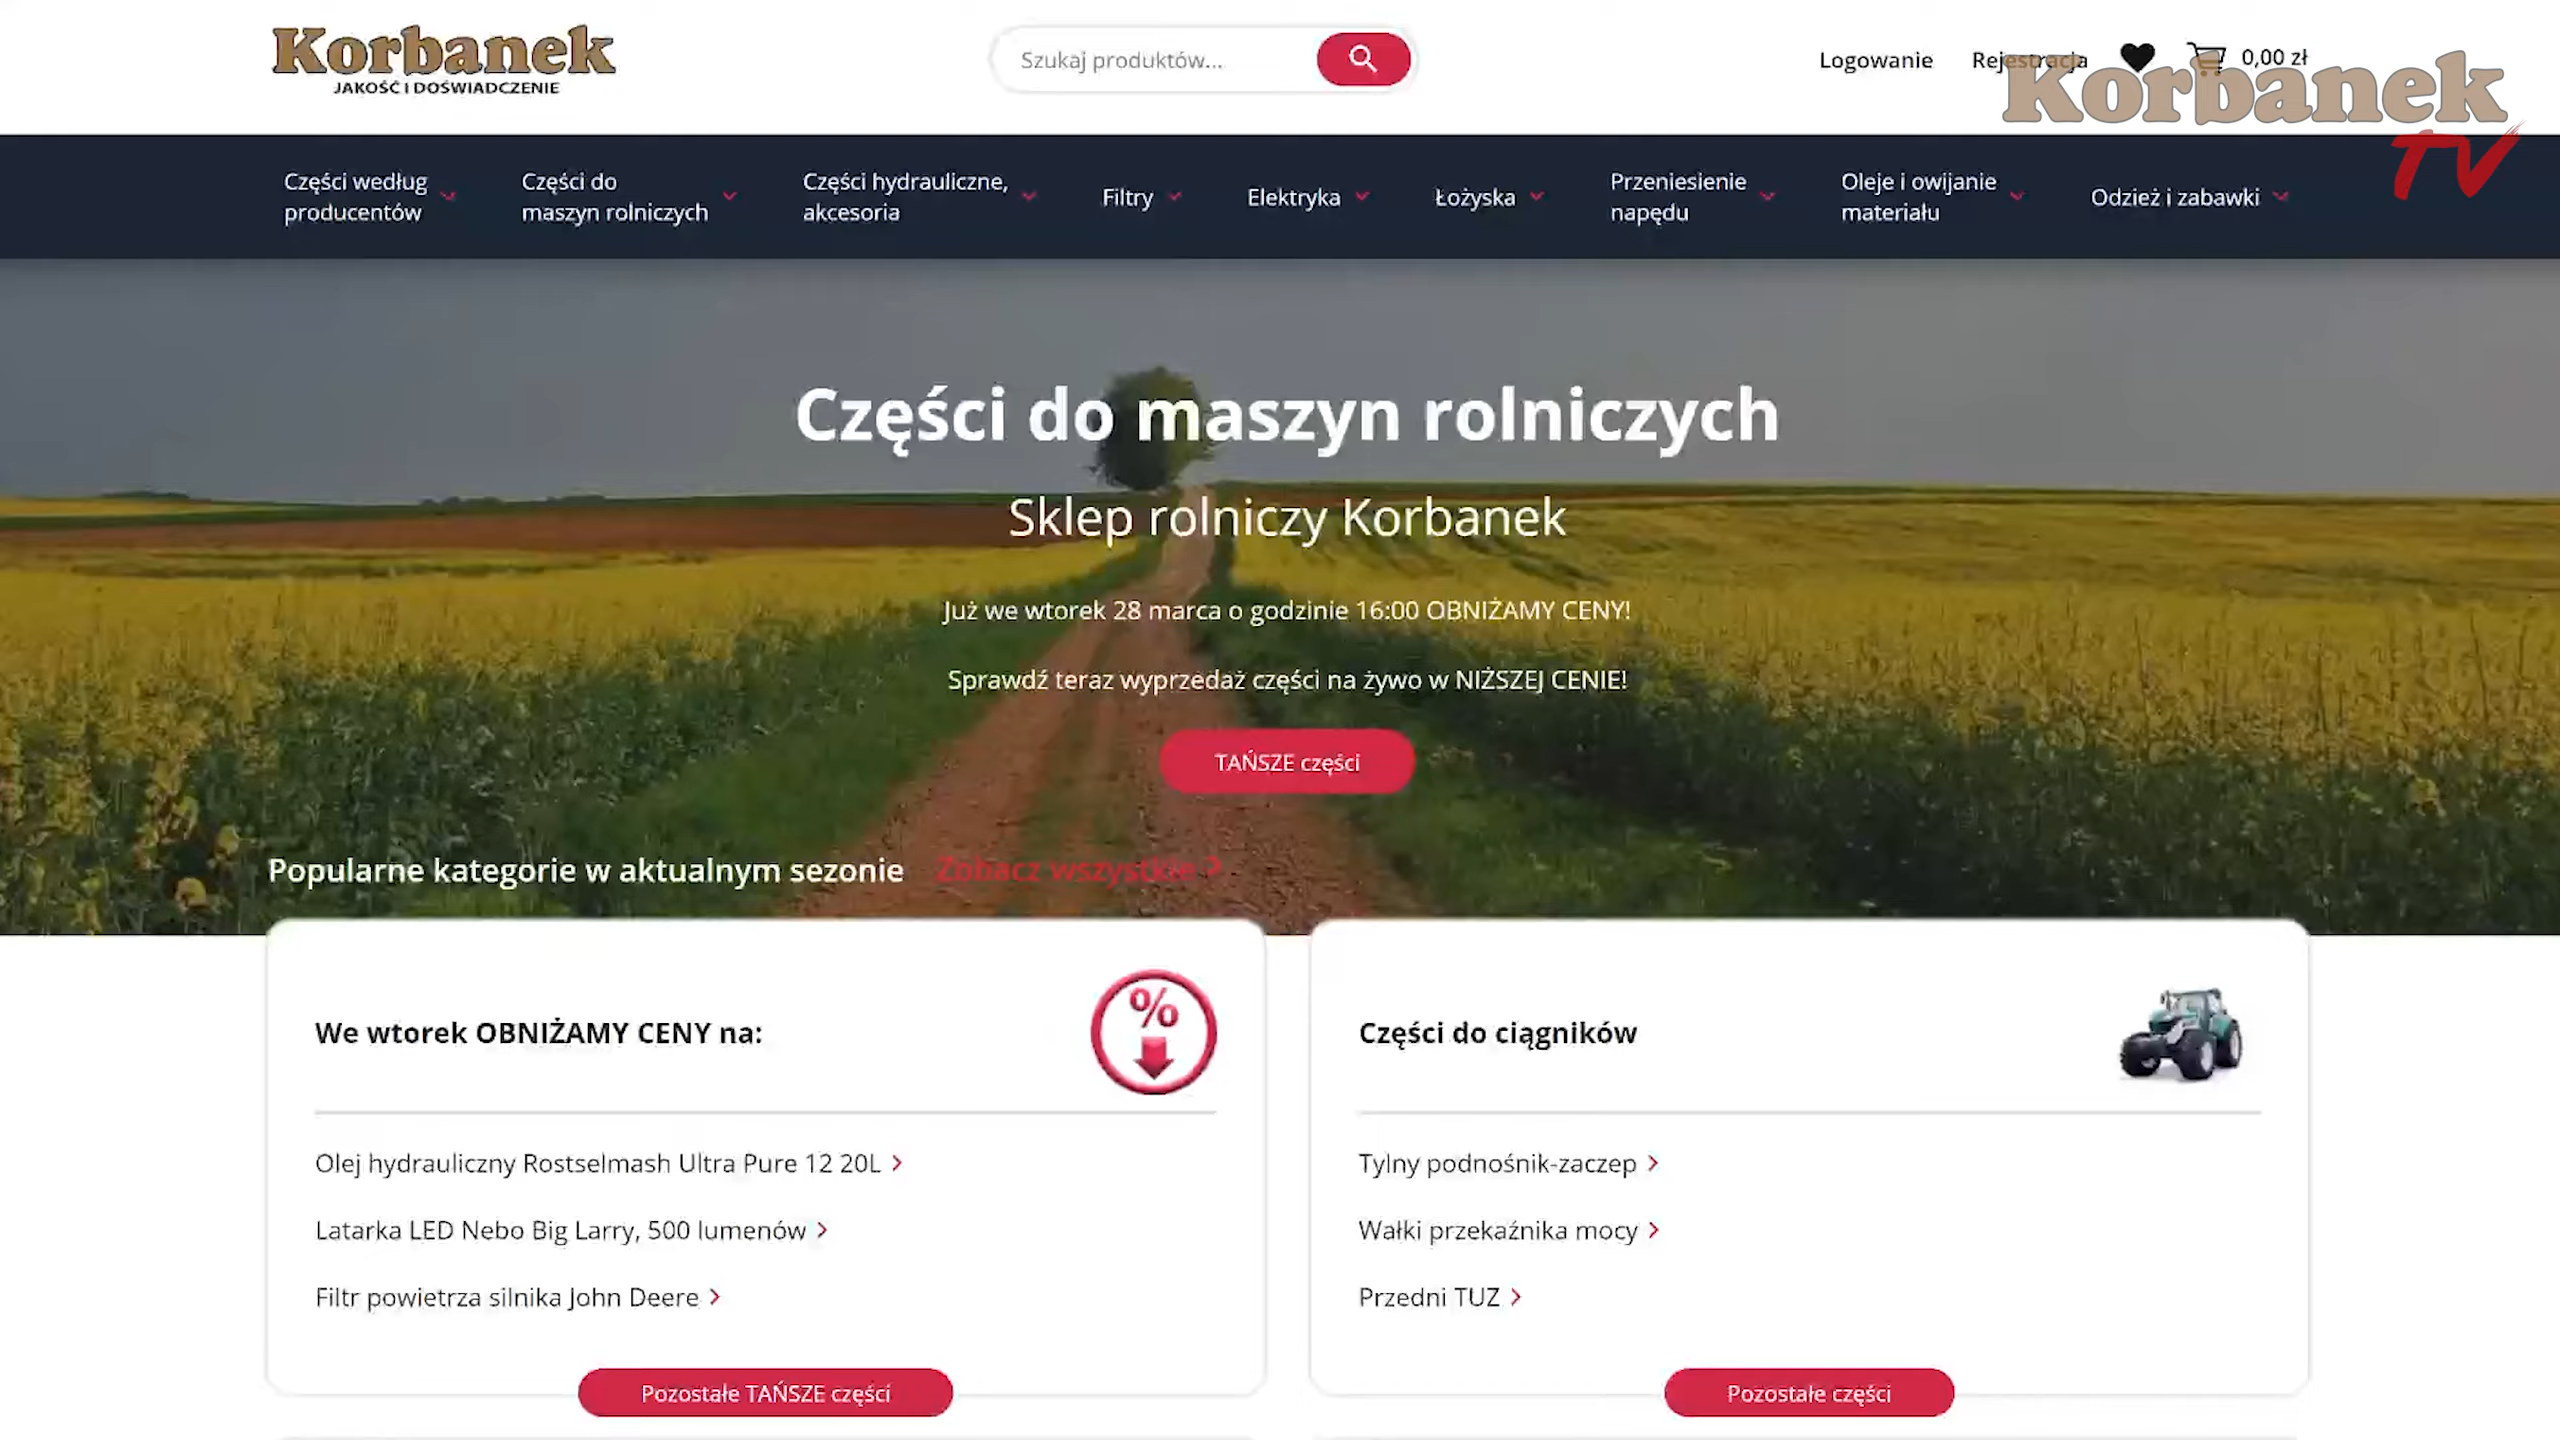 Korbanek
JAKOŚĆ I DOŚWIADCZENIE
Szukaj produktów...
Logowanie
Rejestracja
0,00 zł
Korbanek
TV
Części według
producentów
Części do
maszyn rolniczych
Części hydrauliczne,
akcesoria
Filtry
Elektryka
Łożyska
Przeniesienie
napędu
Oleje i owijanie
materiału
Odzież i zabawki
Części do maszyn rolniczych
Sklep rolniczy Korbanek
Już we wtorek 28 marca o godzinie 16:00 OBNIŻAMY CENY!
Sprawdź teraz wyprzedaż części na żywo w NIŻSZEJ CENIE!
TAŃSZE części
Popularne kategorie w aktualnym sezonie
Zobacz wszystkie
We wtorek OBNIŻAMY CENY na:
%
Olej hydrauliczny Rostselmash Ultra Pure 12 20L
Latarka LED Nebo Big Larry, 500 lumenów
Filtr powietrza silnika John Deere
Pozostałe TAŃSZE części
Części do ciągników
Tylny podnośnik-zaczep
Wałki przekaźnika mocy
Przedni TUZ
Pozostałe części